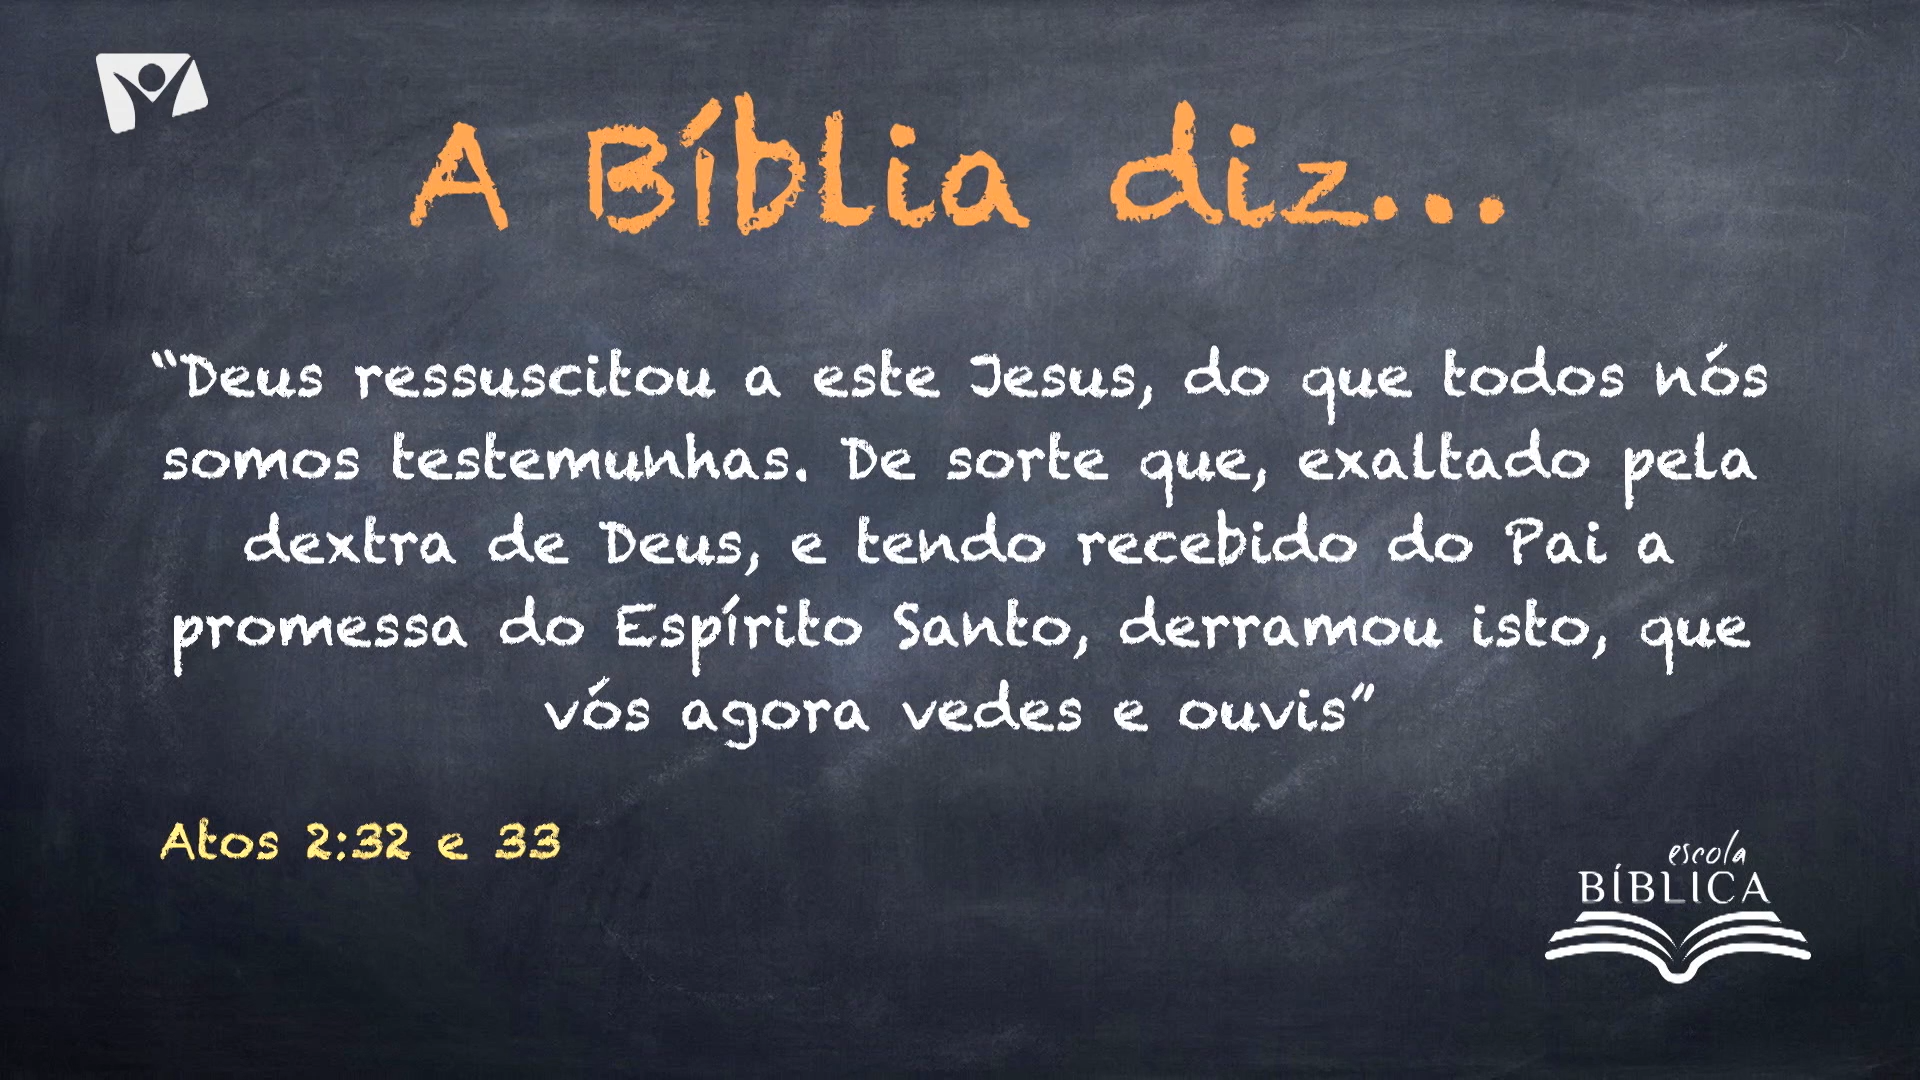 A Bíblia diz...
“Deus ressuscitou a este Jesus, do que todos nós
somos testemunhas. De sorte que, exaltado pela
dextra de Deus, e tendo recebido do Pai a
promessa do Espírito Santo, derramou isto, que
vós agora vedes e ouvis”
Atos 2:32 e 33
escola
BÍBLICA